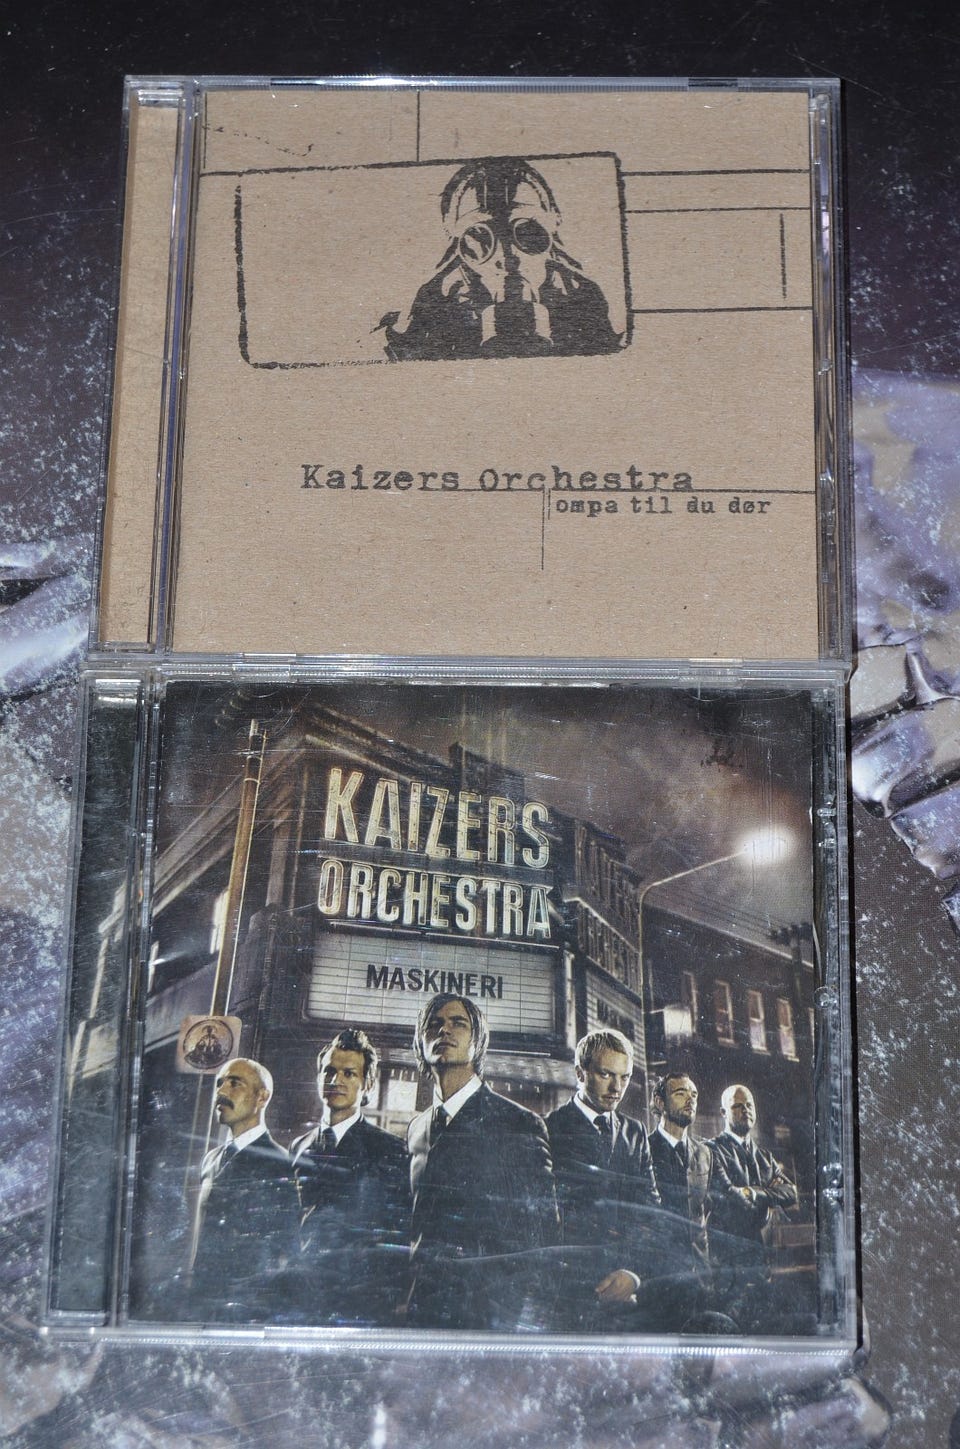 Kaizers Orchestra
ompa til du dør
KAIZERS
ORCHESTRA
MASKINERI